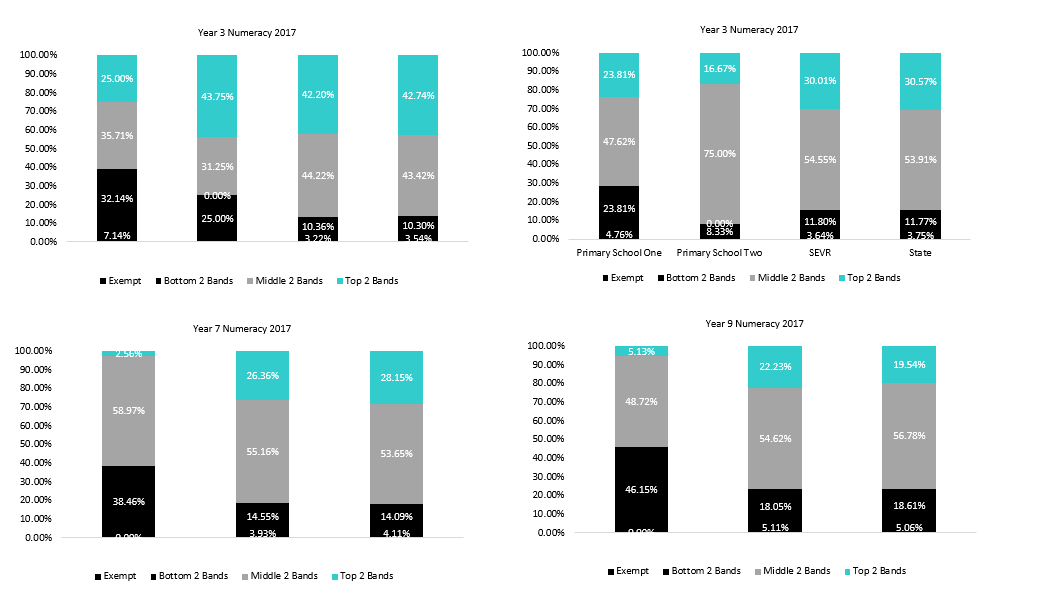 Year 3 Numeracy 2017
100.00%
90.00%
80.00%
70.00%
60.00%
50.00%
40.00%
30.00%
20.00%
10.00%
0.00%
25.00% 43.75% 42.20% 42.74%
35.71% 31.25% 44.22% 43.42%
32.14% 0.00% 10.36% 10.30%
7.14% 25.00% 3.22% 3.54%
Exempt Bottom 2 Bands Middle 2 Bands Top 2 Bands
Year 3 Numeracy 2017
100.00%
90.00%
80.00%
70.00%
60.00%
50.00%
40.00%
30.00%
20.00%
10.00%
0.00%
23.81% 16.67% 30.01% 30.57%
47.62% 75.00% 54.55% 53.91%
23.81% 0.00% 11.80% 11.77%
4.76% 8.33% 3.64% 3.75%
Primary School One Primary School Two SEVR State
Exempt Bottom 2 Bands Middle 2 Bands Top 2 Bands
Year 7 Numeracy 2017
100.00%
90.00%
80.00%
70.00%
60.00%
50.00%
40.00%
30.00%
20.00%
10.00%
0.00%
2.56% 26.36% 28.15%
58.97% 55.16% 53.65%
38.46% 14.55% 14.09%
0.00% 3.93% 4.11%
Exempt Bottom 2 Bands Middle 2 Bands Top 2 Bands
Year 9 Numeracy 2017
100.00%
90.00%
80.00%
70.00%
60.00%
50.00%
40.00%
30.00%
20.00%
10.00%
0.00%
5.13% 22.23% 19.54%
48.72% 54.62% 56.78%
46.15% 18.05% 18.61%
0.00% 5.11% 5.06%
Exempt Bottom 2 Bands Middle 2 Bands Top 2 Bands